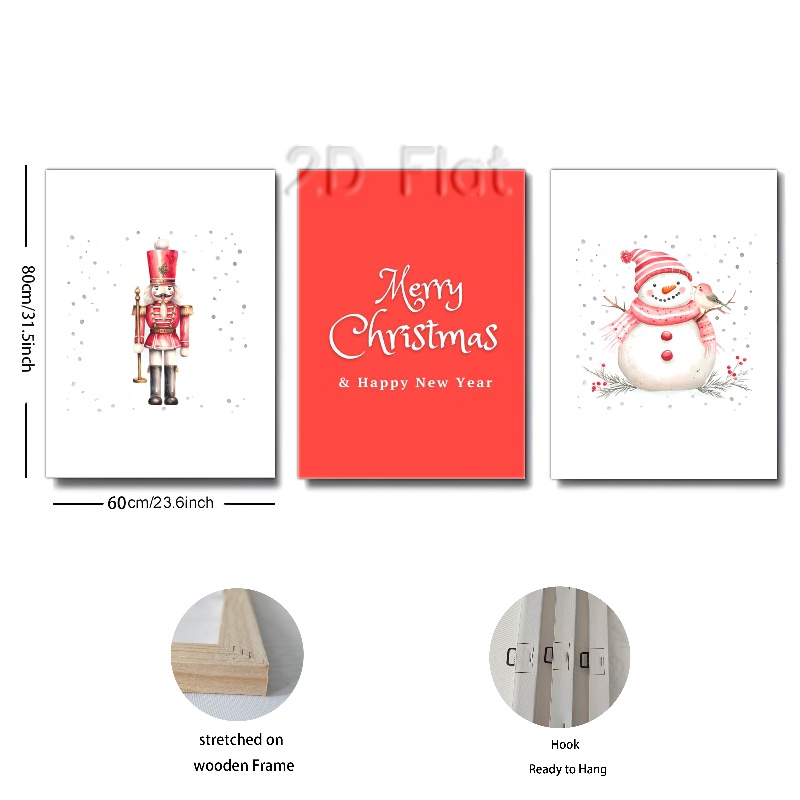 2.D Flat
80cm/31.5inch
Merry
Christmas
& Happy New Year
60cm/23.6inch
stretched on
wooden Frame
Hook
Ready to Hang